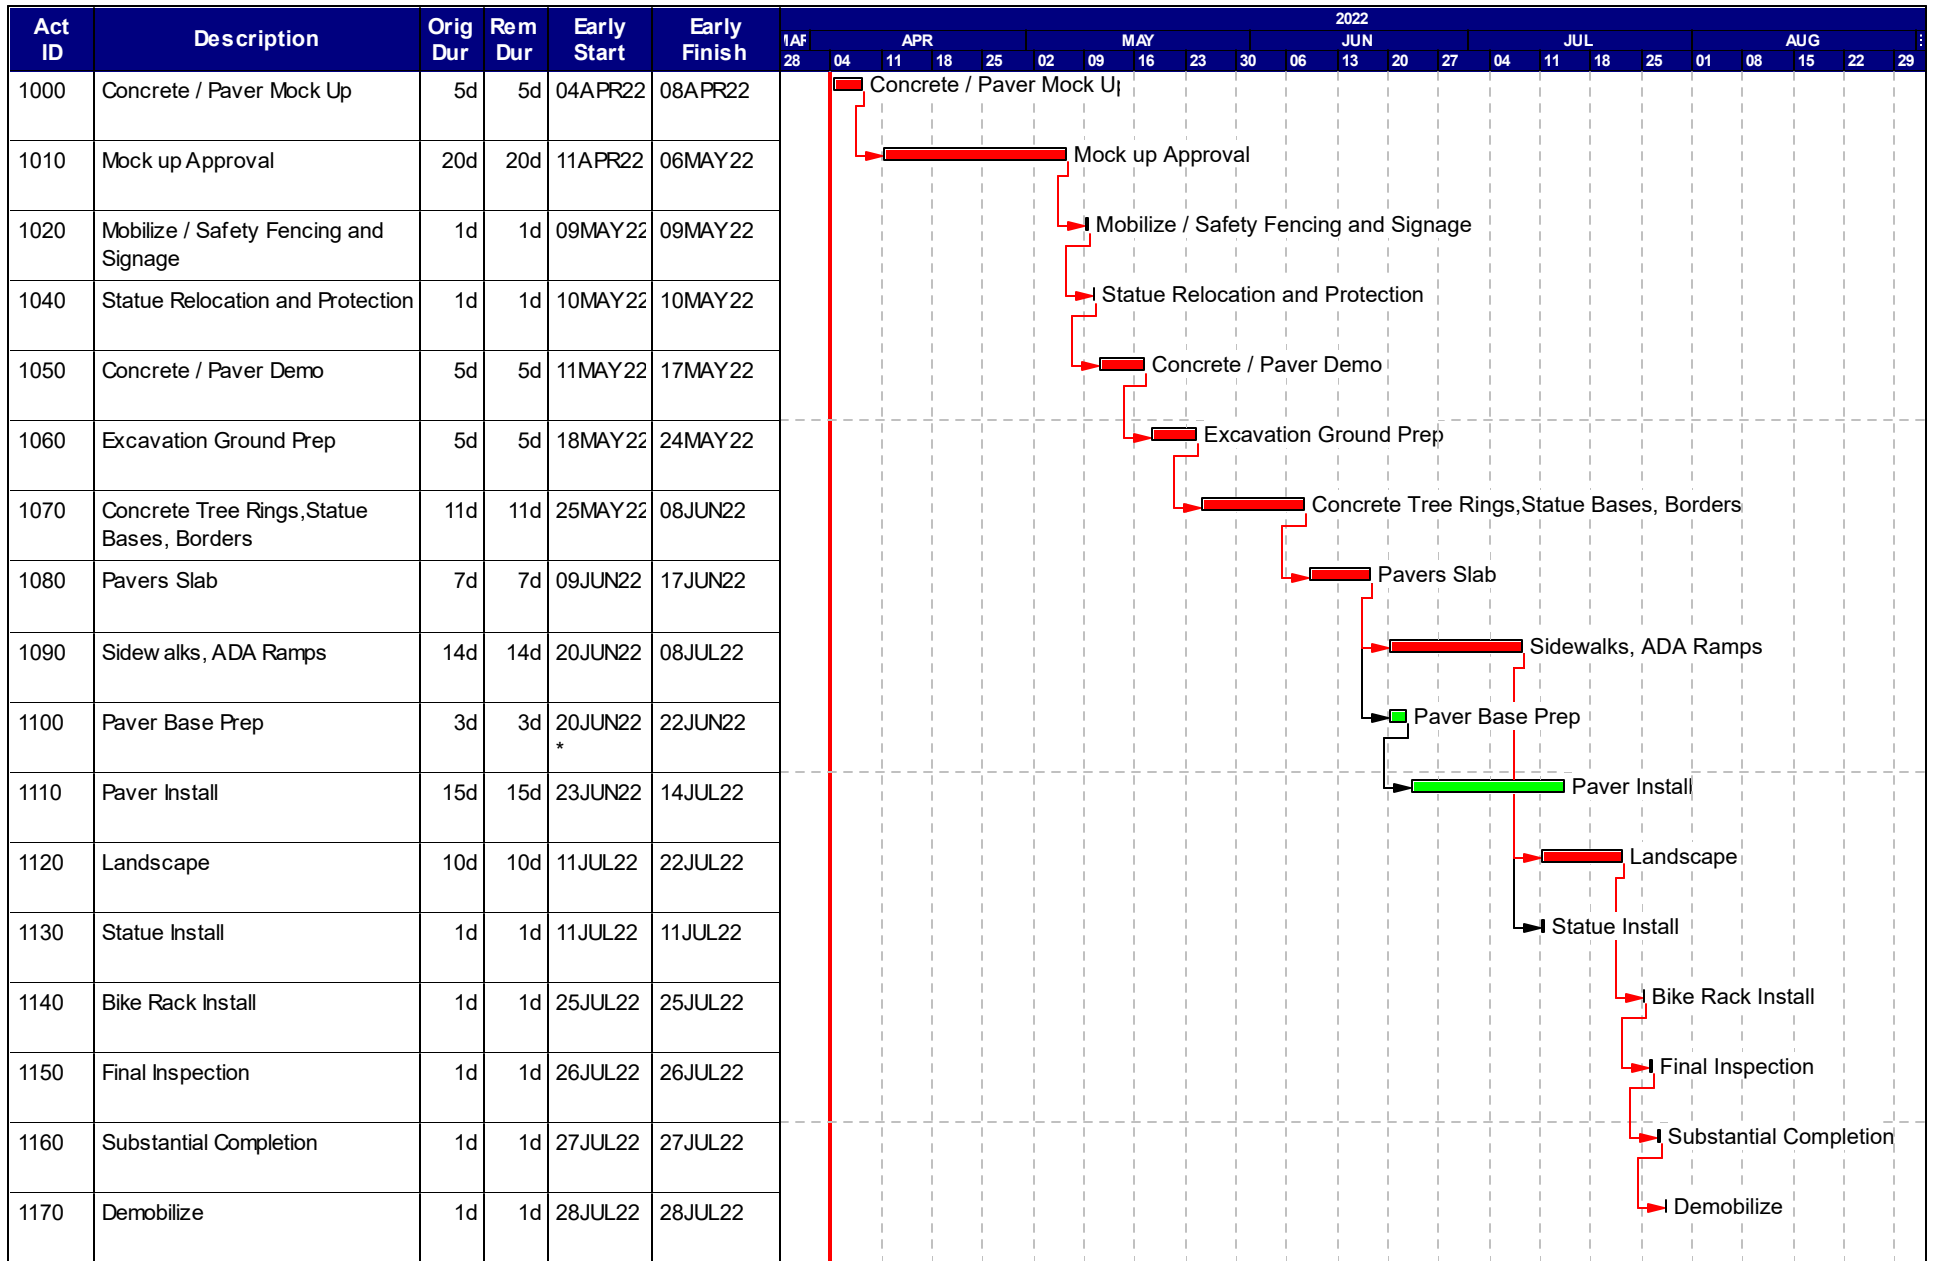 2022
Act ID Description Orig Dur Rem Dur Early Start Early Finish
APR MAY JUN JUL AUG
28 04 11 18 25 02 09 16 23 30 06 13 20 27 04 11 18 25 01 08 15 22 29
1000 Concrete / Paver Mock Up 5d 5d 04APR22 08APR22 Concrete / Paver Mock Up
1010 Mock up Approval 20d 20d 11APR22 06MAY22 Mock up Approval
1020 Mobilize / Safety Fencing and 1d 1d 09MAY22 09MAY22 Mobilize / Safety Fencing and Signage
Signage
1040 Statue Relocation and Protection 1d 1d 10MAY22 10MAY22 Statue Relocation and Protection
1050 Concrete / Paver Demo 5d 5d 11MAY22 17MAY22 Concrete / Paver Demo
1060 Excavation Ground Prep 5d 5d 18MAY22 24MAY22 Excavation Ground Prep
1070 Concrete Tree Rings,Statue 11d 11d 25MAY22 08JUN22 Concrete Tree Rings,Statue Bases, Borders
Bases, Borders
1080 Pavers Slab 7d 7d 09JUN22 17JUN22 Pavers Slab
1090 Sidewalks, ADA Ramps 14d 14d 20JUN22 08JUL22 Sidewalks, ADA Ramps
1100 Paver Base Prep 3d 3d 20JUN22 22JUN22 Paver Base Prep
*
1110 Paver Install 15d 15d 23JUN22 14JUL22 Paver Install
1120 Landscape 10d 10d 11JUL22 22JUL22 Landscape
1130 Statue Install 1d 1d 11JUL22 11JUL22 Statue Install
1140 Bike Rack Install 1d 1d 25JUL22 25JUL22 Bike Rack Install
1150 Final Inspection 1d 1d 26JUL22 26JUL22 Final Inspection
1160 Substantial Completion 1d 1d 27JUL22 27JUL22 Substantial Completion
1170 Demobilize 1d 1d 28JUL22 28JUL22 Demobilize